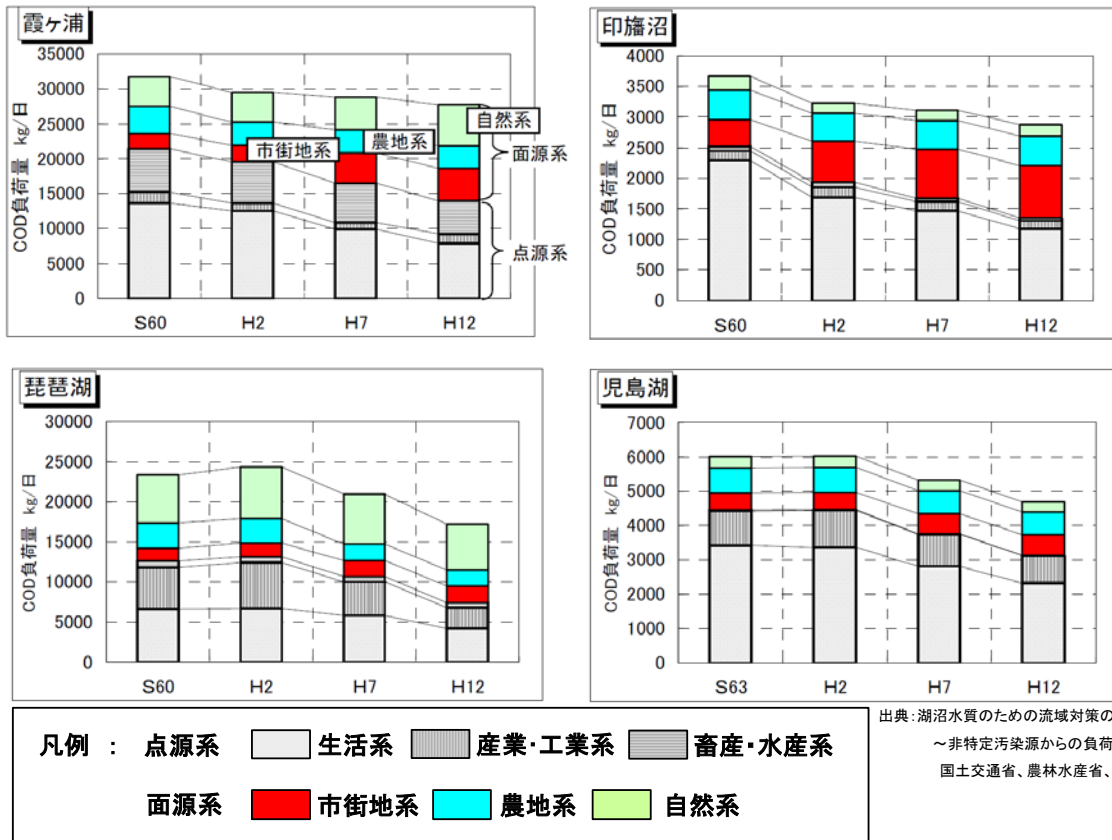 霞ヶ浦
COD負荷量 kg/日
35000
30000
25000
20000
15000
10000
5000
0
S60 H2 H7 H12
市街地系
農地系
自然系
面源系
点源系
印旛沼
COD負荷量 kg/日
4000
3500
3000
2500
2000
1500
1000
500
0
S60 H2 H7 H12
琵琶湖
COD負荷量 kg/日
30000
25000
20000
15000
10000
5000
0
S60 H2 H7 H12
児島湖
COD負荷量 kg/日
7000
6000
5000
4000
3000
2000
1000
0
S63 H2 H7 H12
凡例 : 点源系 生活系 産業・工業系 畜産・水産系
面源系 市街地系 農地系 自然系
出典:湖沼水質のための流域対策の
~非特定汚染源からの負荷
国土交通省、農林水産省、